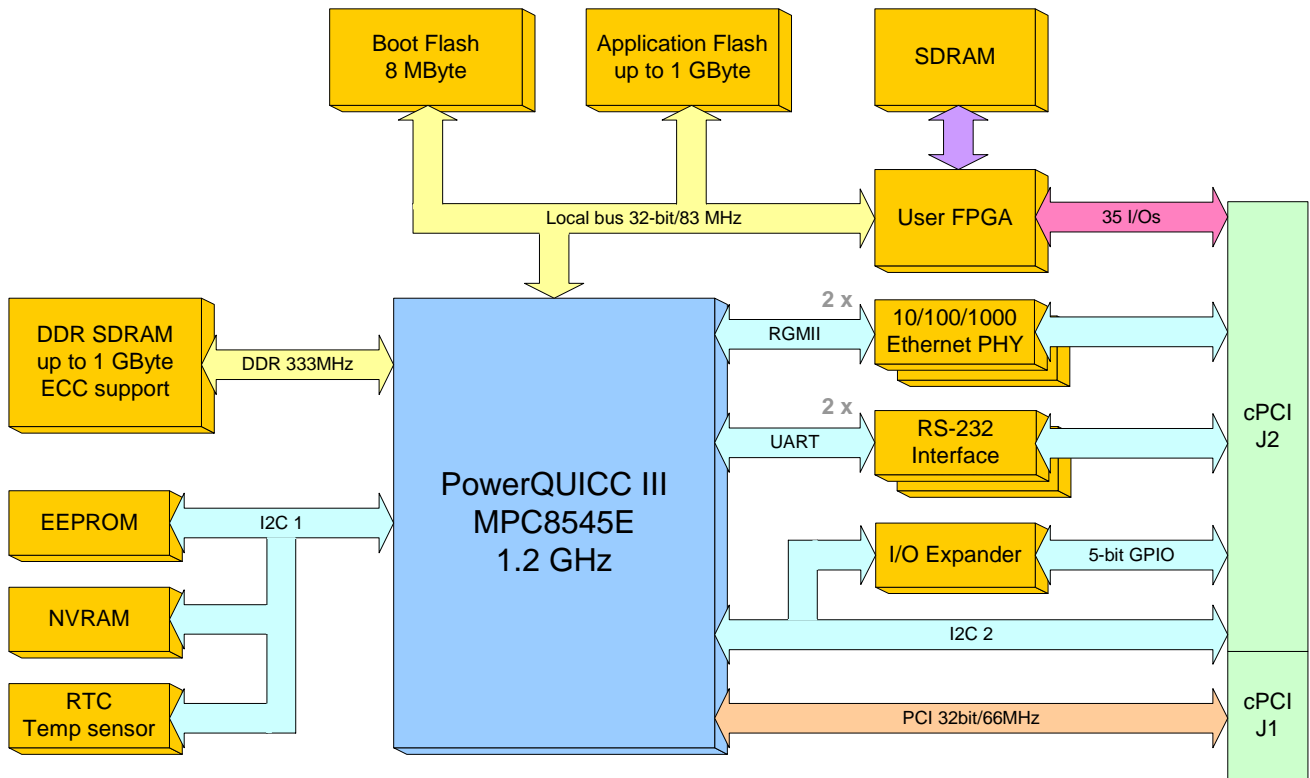 Boot Flash
8 MByte
Application Flash
up to 1 GByte
SDRAM
Local bus 32-bit/83 MHz
User FPGA
35 I/Os
DDR SDRAM
up to 1 GByte
ECC support
DDR 333MHz
2 x
RGMII
10/100/1000
Ethernet PHY
2 x
UART
RS-232
Interface
cPCI
J2
PowerQUICC III
MPC8545E
1.2 GHz
EEPROM
I2C 1
I/O Expander
5-bit GPIO
NVRAM
I2C 2
RTC
Temp sensor
PCI 32bit/66MHz
cPCI
J1